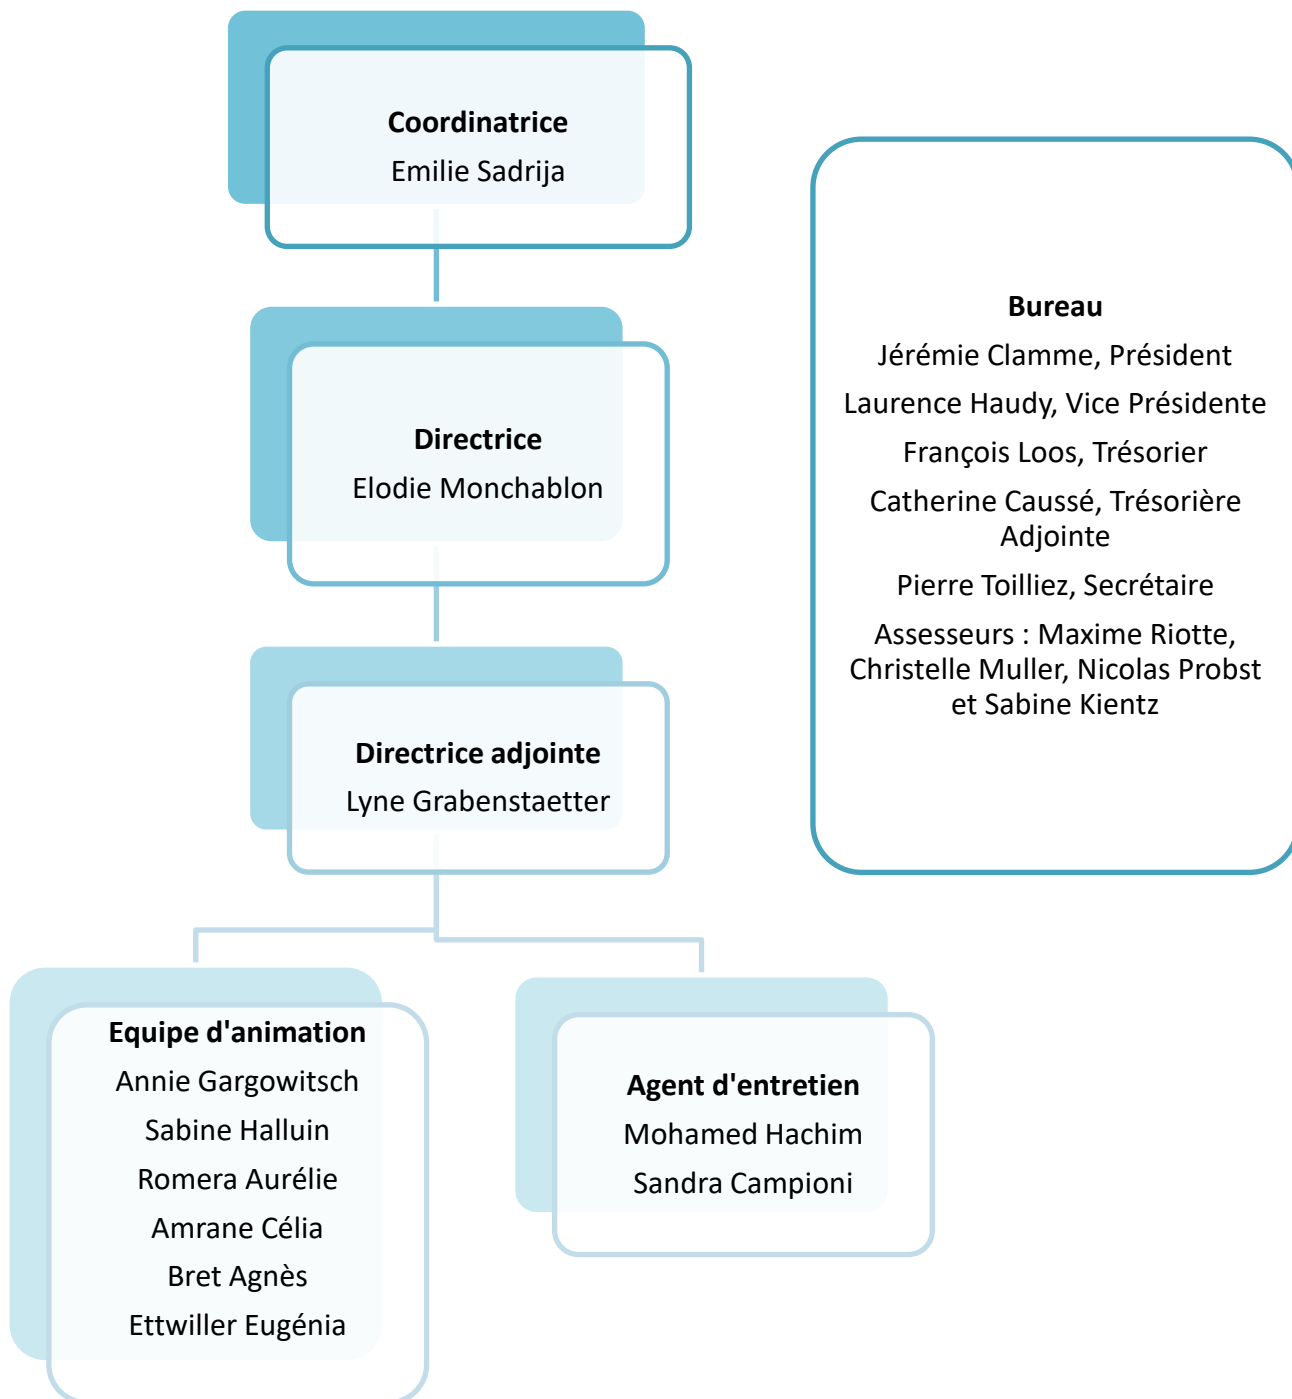 Coordinatrice
Emilie Sadrija
Directrice
Elodie Monchablon
Directrice adjointe
Lyne Grabenstaetter
Equipe d'animation
Annie Gargowitsch
Sabine Halluin
Romera Aurélie
Amrane Célia
Bret Agnès
Ettwiller Eugénia
Agent d'entretien
Mohamed Hachim
Sandra Campioni
Bureau
Jérémie Clamme, Président
Laurence Haudy, Vice Présidente
François Loos, Trésorier
Catherine Caussé, Trésorière
Adjointe
Pierre Toilliez, Secrétaire
Assesseurs : Maxime Riotte,
Christelle Muller, Nicolas Probst
et Sabine Kientz